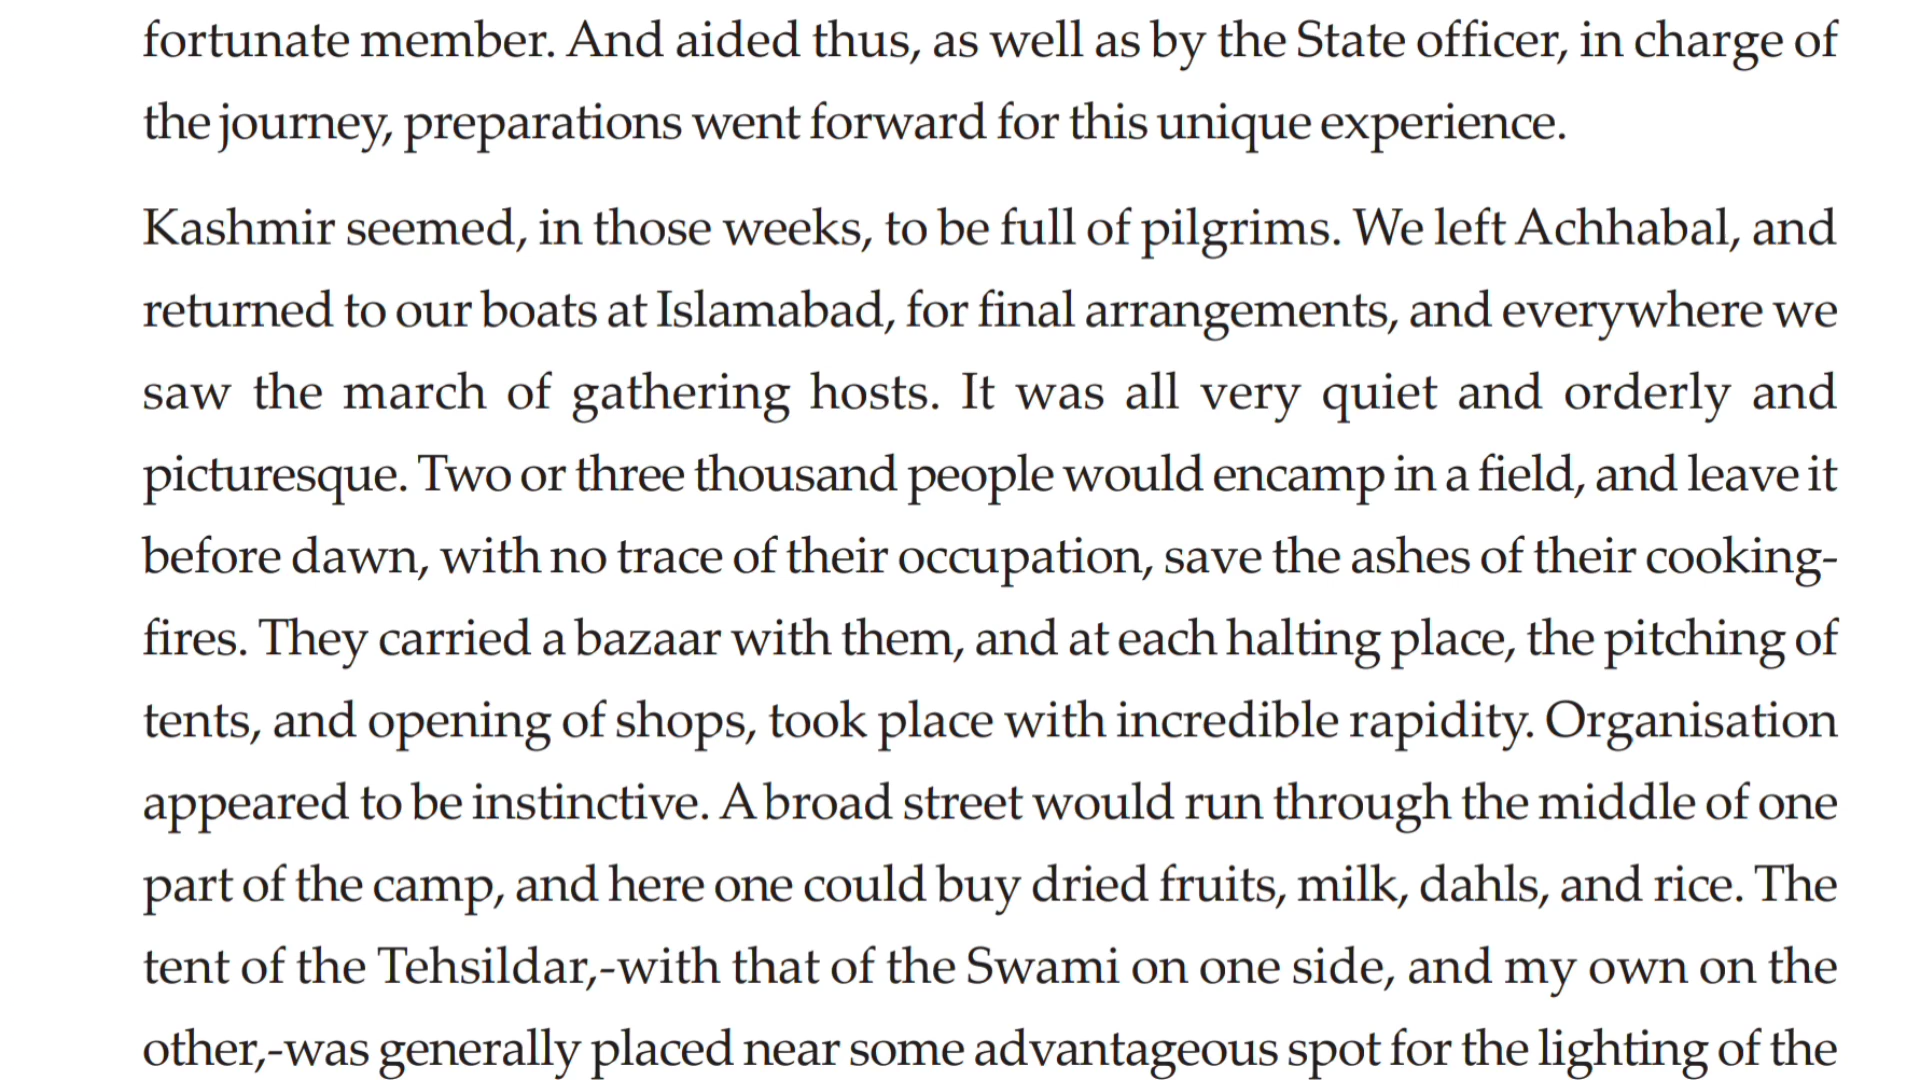 fortunate member. And aided thus, as well as by the State officer, in charge of
the journey, preparations went forward for this unique experience.
Kashmir seemed, in those weeks, to be full of pilgrims. We left Achhabal, and
returned to our boats at Islamabad, for final arrangements, and everywhere we
saw the march of gathering hosts. It was all very quiet and orderly and
picturesque. Two or three thousand people would encamp in a field, and leave it
before dawn, with no trace of their occupation, save the ashes of their cooking-
fires. They carried a bazaar with them, and at each halting place, the pitching of
tents, and opening of shops, took place with incredible rapidity. Organisation
appeared to be instinctive. A broad street would run through the middle of one
part of the camp, and here one could buy dried fruits, milk, dahls, and rice. The
tent of the Tehsildar,-with that of the Swami on one side, and my own on the
other,-was generally placed near some advantageous spot for the lighting of the